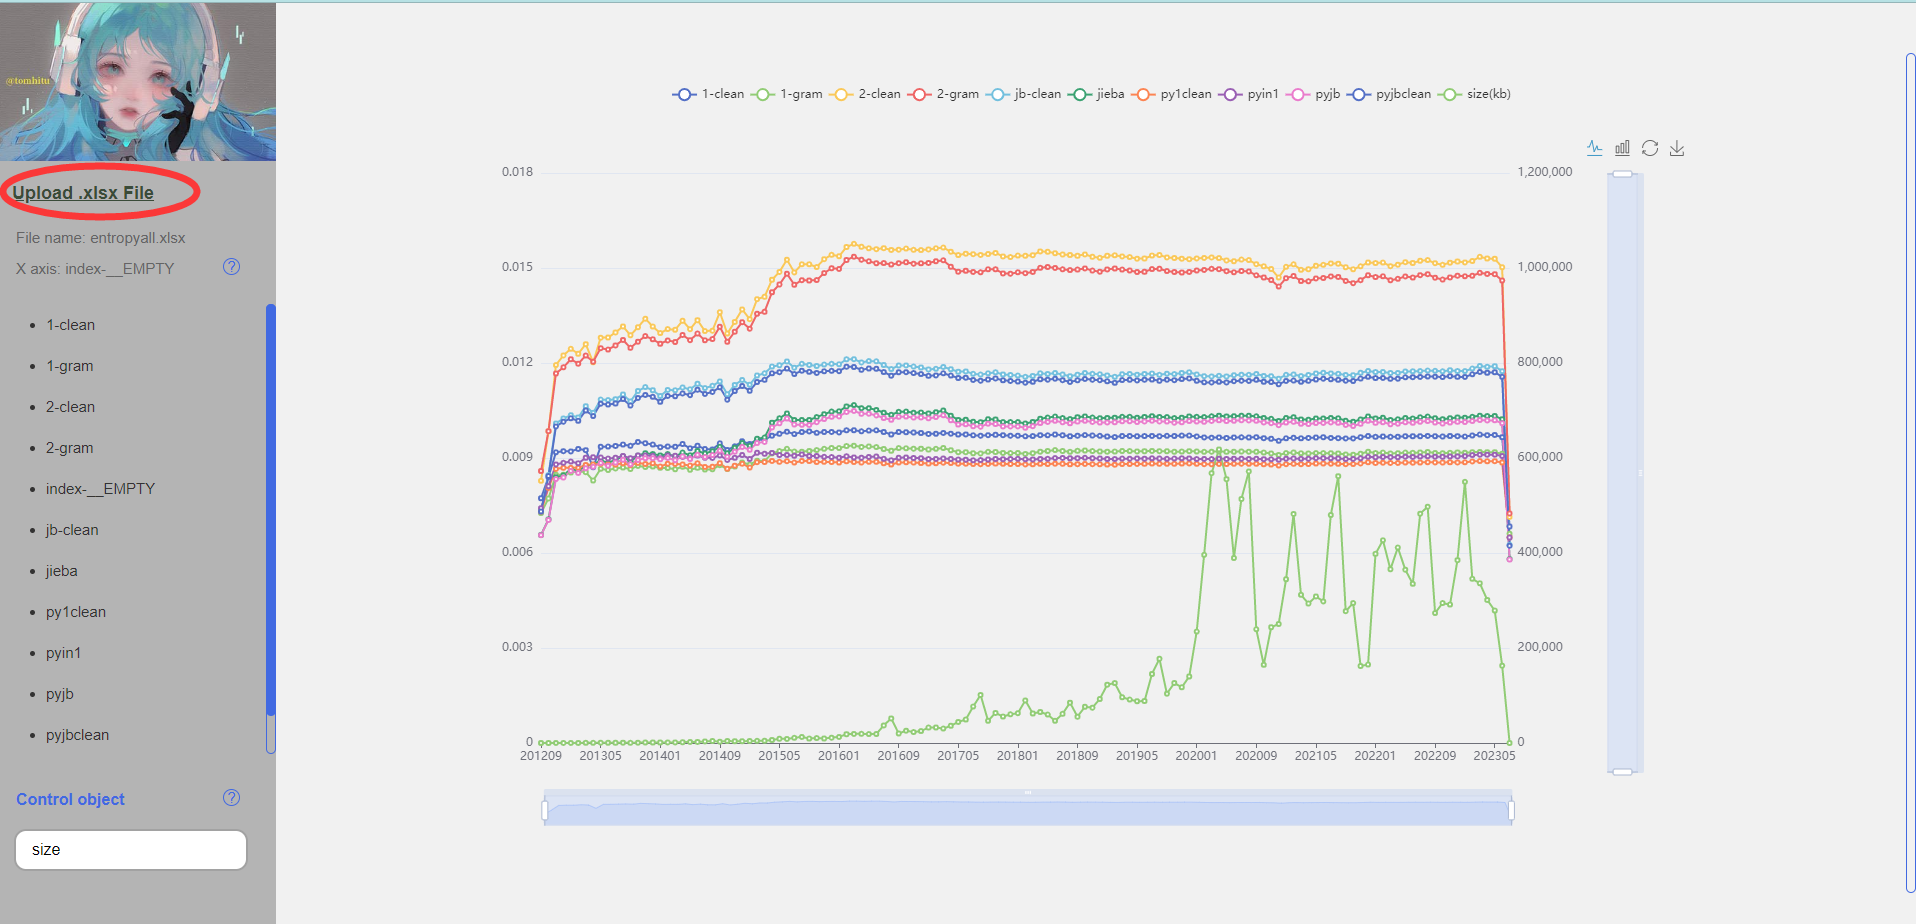 @tomhitu
Upload .xlsx File
File name: entropyall.xlsx
X axis: index-__EMPTY
1-clean
1-gram
2-clean
2-gram
index-__EMPTY
jb-clean
jieba
py1clean
pyin1
pyjb
pyjbclean
Control object
size
1-clean 1-gram 2-clean 2-gram jb-clean jieba py1clean pyin1 pyjb pyjbclean size(kb)
0.018 1,200,000
0.015 1,000,000
0.012 800,000
0.009 600,000
0.006 400,000
0.003 200,000
0 0
201209 201305 201401 201409 201505 201601 201609 201705 201801 201809 201905 202001 202009 202105 202201 202209 202305